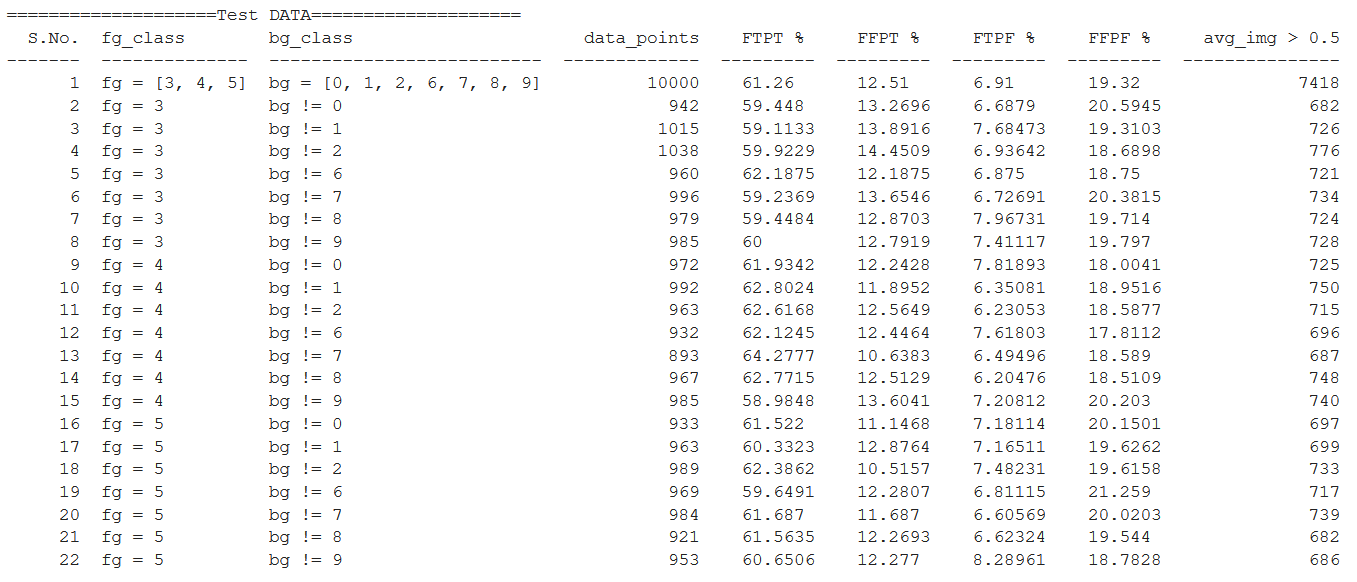 ====================Test DATA====================
S.No. fg_class bg_class data_points FTPT % FFPT % FTPF % FFPF % avg_img > 0.5
------- -------------- -------------------------- ------------- --------- --------- --------- --------- ---------------
1 fg = [3, 4, 5] bg = [0, 1, 2, 6, 7, 8, 9] 10000 61.26 12.51 6.91 19.32 7418
2 fg = 3 bg != 0 942 59.448 13.2696 6.6879 20.5945 682
3 fg = 3 bg != 1 1015 59.1133 13.8916 7.68473 19.3103 726
4 fg = 3 bg != 2 1038 59.9229 14.4509 6.93642 18.6898 776
5 fg = 3 bg != 6 960 62.1875 12.1875 6.875 18.75 721
6 fg = 3 bg != 7 996 59.2369 13.6546 6.72691 20.3815 734
7 fg = 3 bg != 8 979 59.4484 12.8703 7.96731 19.714 724
8 fg = 3 bg != 9 985 60 12.7919 7.41117 19.797 728
9 fg = 4 bg != 0 972 61.9342 12.2428 7.81893 18.0041 725
10 fg = 4 bg != 1 992 62.8024 11.8952 6.35081 18.9516 750
11 fg = 4 bg != 2 963 62.6168 12.5649 6.23053 18.5877 715
12 fg = 4 bg != 6 932 62.1245 12.4464 7.61803 17.8112 696
13 fg = 4 bg != 7 893 64.2777 10.6383 6.49496 18.589 687
14 fg = 4 bg != 8 967 62.7715 12.5129 6.20476 18.5109 748
15 fg = 4 bg != 9 985 58.9848 13.6041 7.20812 20.203 740
16 fg = 5 bg != 0 933 61.522 11.1468 7.18114 20.1501 697
17 fg = 5 bg != 1 963 60.3323 12.8764 7.16511 19.6262 699
18 fg = 5 bg != 2 989 62.3862 10.5157 7.48231 19.6158 733
19 fg = 5 bg != 6 969 59.6491 12.2807 6.81115 21.259 717
20 fg = 5 bg != 7 984 61.687 11.687 6.60569 20.0203 739
21 fg = 5 bg != 8 921 61.5635 12.2693 6.62324 19.544 682
22 fg = 5 bg != 9 953 60.6506 12.277 8.28961 18.7828 686